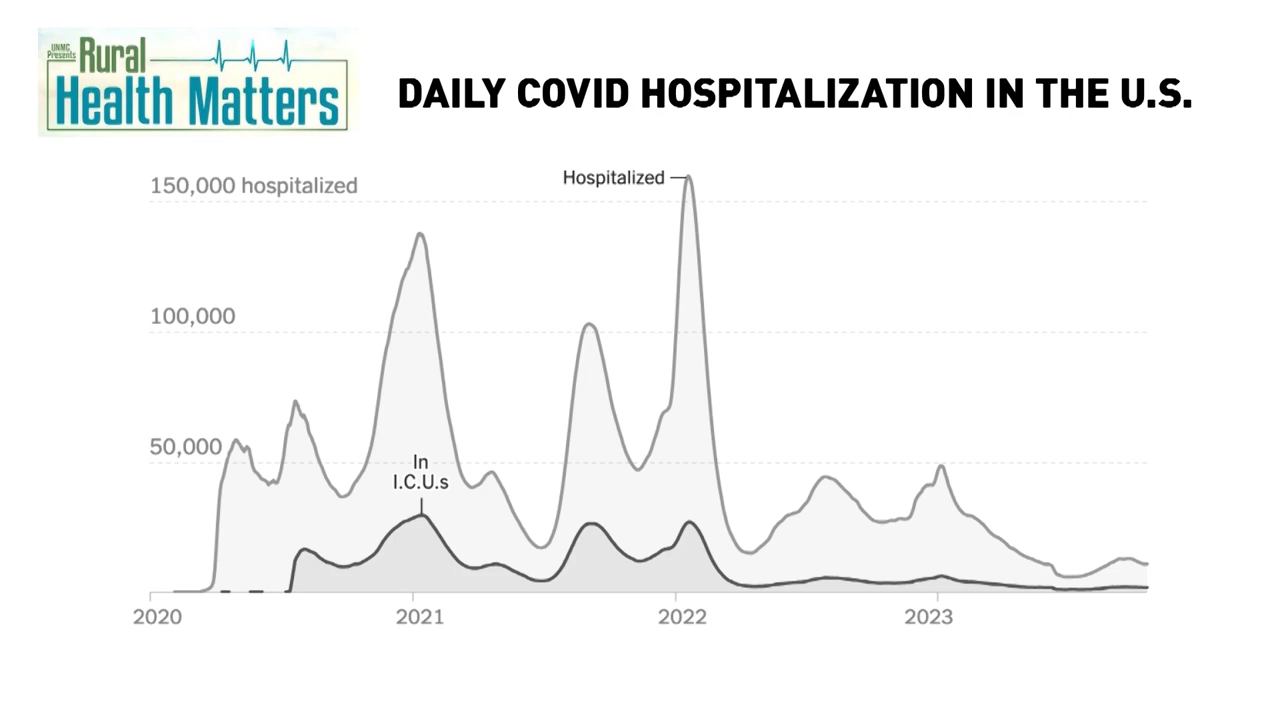 UNMC
Presents
Rural
Health Matters
DAILY COVID HOSPITALIZATION IN THE U.S.
Hospitalized
150,000 hospitalized
100,000
50,000
In
I.C.U.s
2020
2021
2022
2023